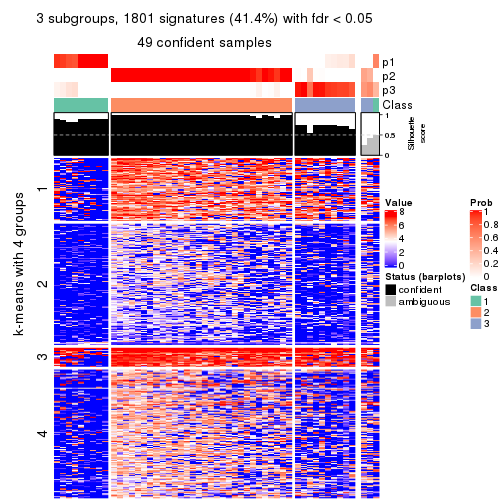 3 subgroups, 1801 signatures (41.4%) with fdr < 0.05
49 confident samples
p1
p2
p3
Class
1
0.5
0
Silhouette
score
k-means with 4 groups
1
2
3
4
Value
8
6
4
2
0
Status (barplots)
confident
ambiguous
Prob
1
0.8
0.6
0.4
0.2
0
Class
1
2
3